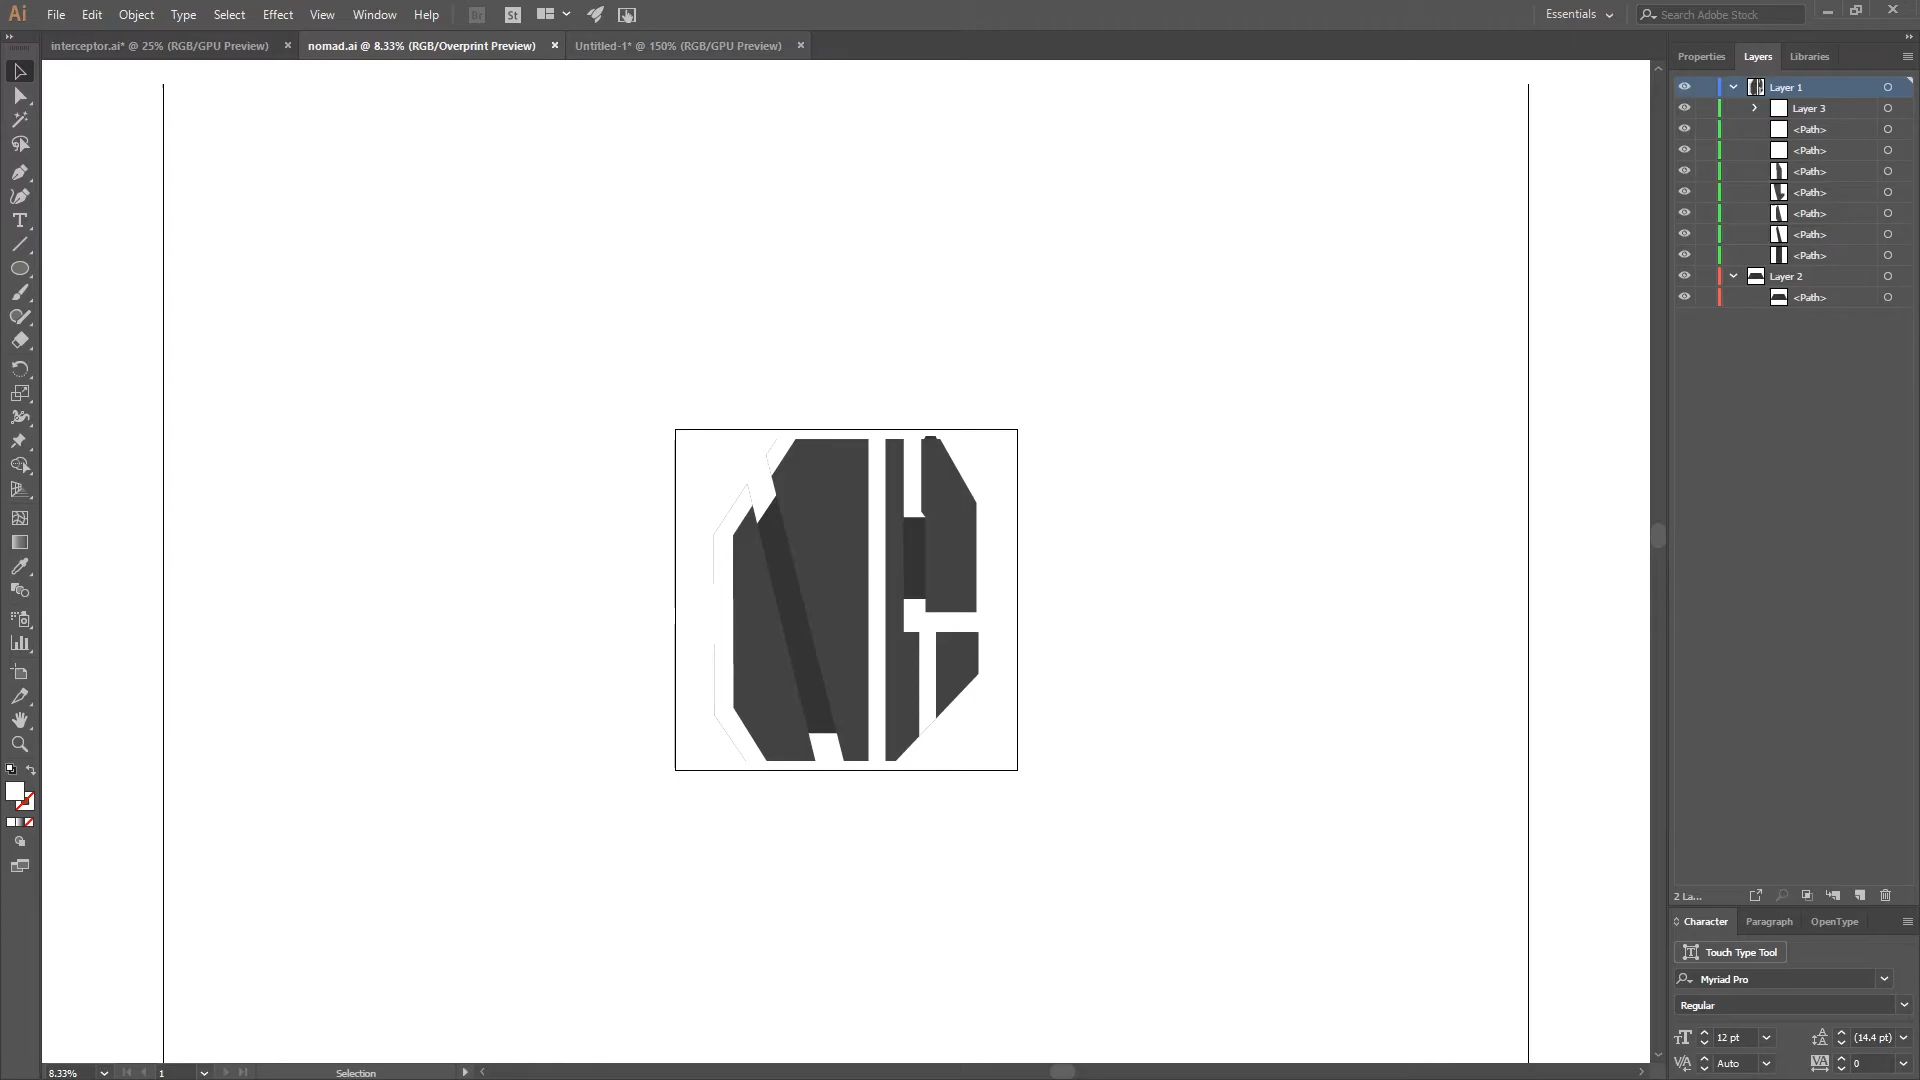 Ai File Edit Object Type Select Effect View Window Help Br St Essentials Search Adobe Stock
interceptor.ai* @ 25% (RGB/GPU Preview) nomad.ai @ 8.33% (RGB/Overprint Preview) Untitled-1* @ 150% (RGB/GPU Preview)
Properties Layers Libraries
Layer 1
Layer 3
<Path>
<Path>
<Path>
<Path>
<Path>
<Path>
<Path>
Layer 2
<Path>
2 La...
Character Paragraph OpenType
Touch Type Tool
Myriad Pro
Regular
12 pt (14.4 pt)
Auto 0
8.33% 1 Selection